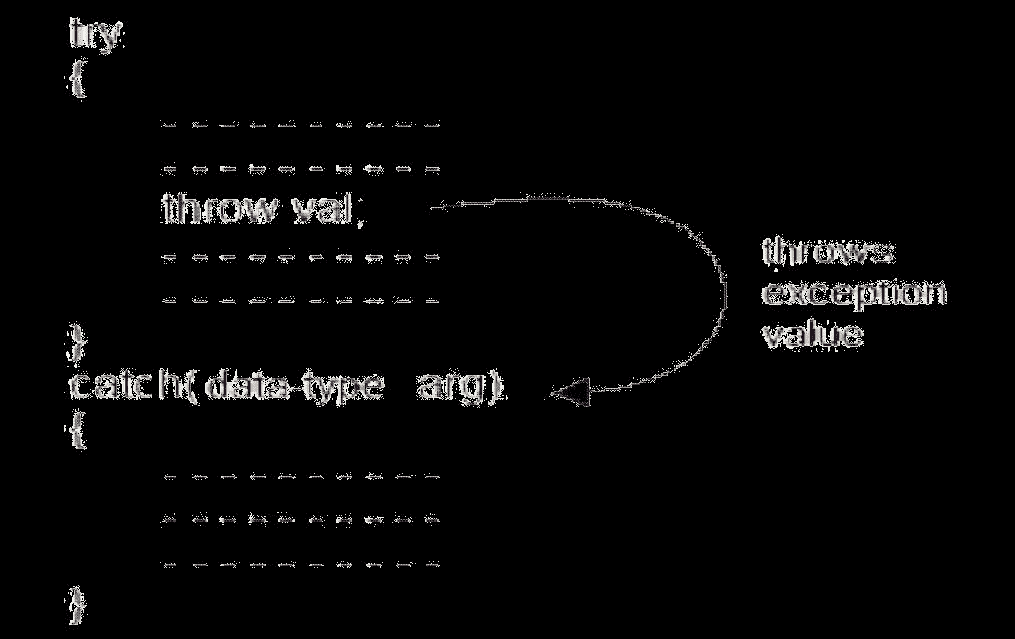 try
{
- - - - - - - - - -
- - - - - - - - - -
throw val;
- - - - - - - - - -
- - - - - - - - - -
}
catch(data-type arg)
{
- - - - - - - - - -
- - - - - - - - - -
- - - - - - - - - -
}
throws
exception
value